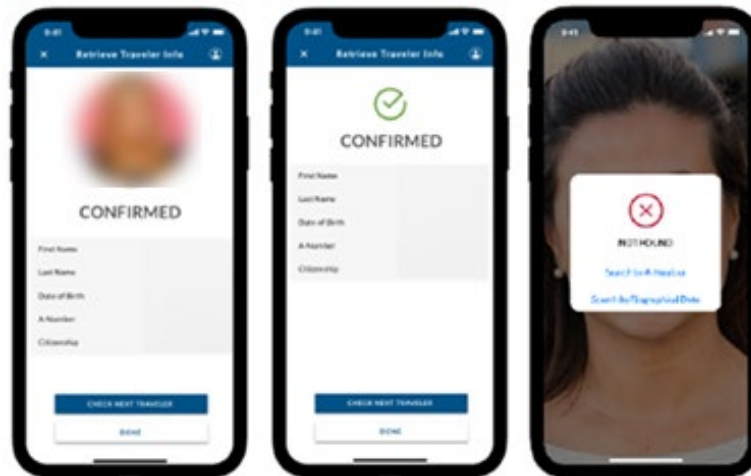 9:41
Retrieve Traveler Info
CONFIRMED
First Name
Last Name
Date of Birth
A-Number
Citizenship
CHECK NEXT TRAVELER
DONE
9:41
Retrieve Traveler Info
CONFIRMED
First Name
Last Name
Date of Birth
A-Number
Citizenship
CHECK NEXT TRAVELER
DONE
9:41
NOT FOUND
Search by A-Number
Search By Biographical Data